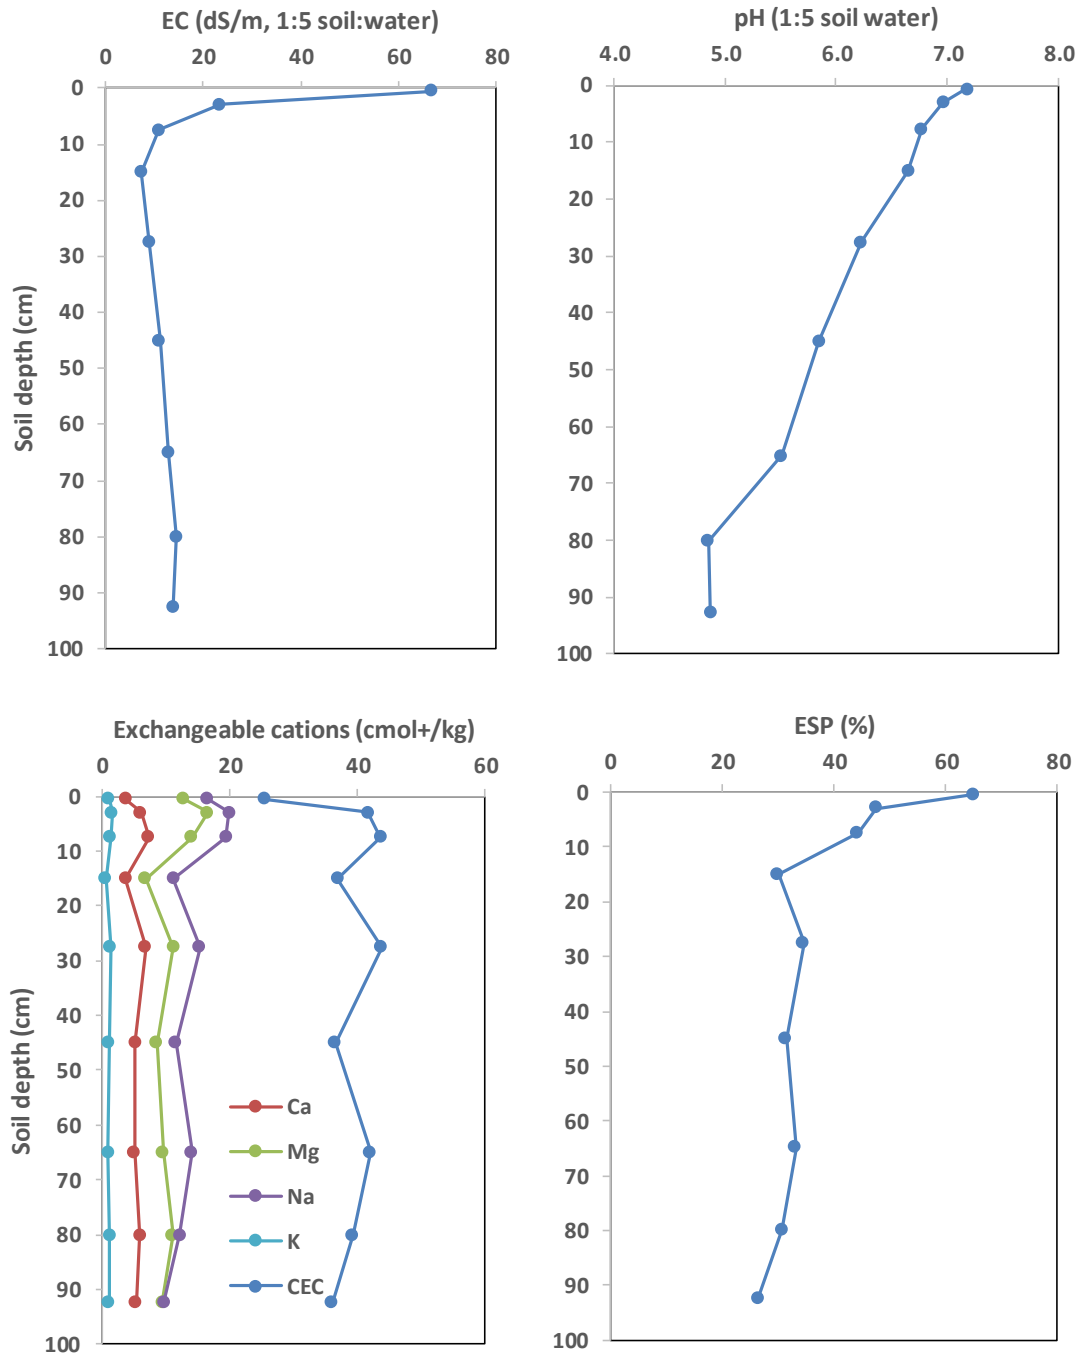 EC (dS/m, 1:5 soil:water)
0 20 40 60 80
0
10
20
30
40
50
60
70
80
90
100
Soil depth (cm)
pH (1:5 soil water)
4.0 5.0 6.0 7.0 8.0
0
10
20
30
40
50
60
70
80
90
100
Exchangeable cations (cmol+/kg)
0 20 40 60
0
10
20
30
40
50
60
70
80
90
100
Soil depth (cm)
Ca
Mg
Na
K
CEC
ESP (%)
0 20 40 60 80
0
10
20
30
40
50
60
70
80
90
100